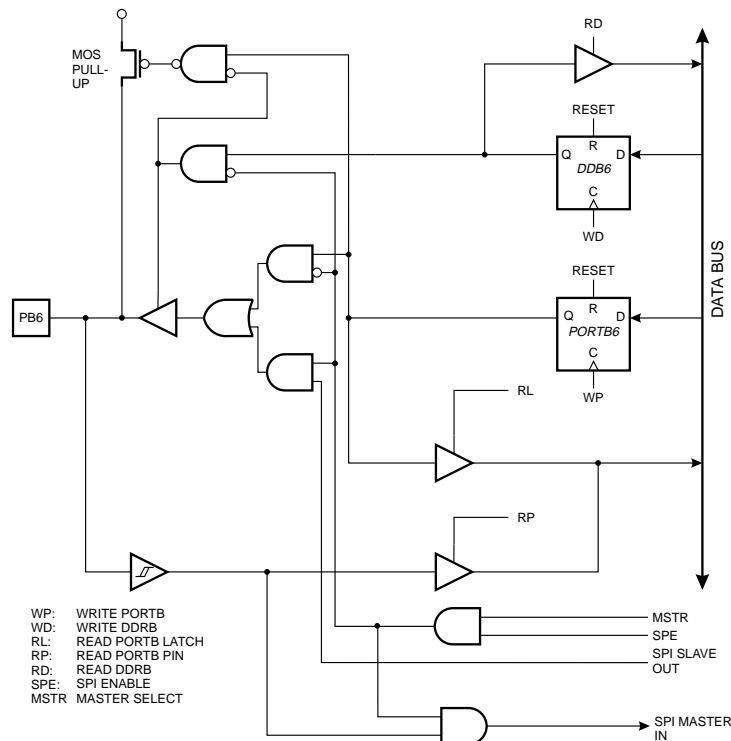 RD
MOS
PULL-
UP
RESET
R
Q
D
DDB6
C
WD
RESET
R
Q
D
PORTB6
C
WP
DATA BUS
PB6
RL
RP
WP: WRITE PORTB
WD: WRITE DDRB
RL: READ PORTB LATCH
RP: READ PORTB PIN
RD: READ DDRB
SPE: SPI ENABLE
MSTR MASTER SELECT
MSTR
SPE
SPI SLAVE
OUT
SPI MASTER
IN